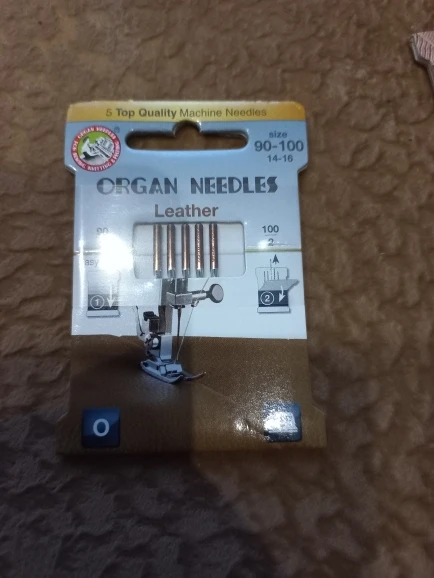 5 Top Quality Machine Needles
size
90-100
14-16
ORGAN NEEDLES
Leather
90
100
2
1
2
O